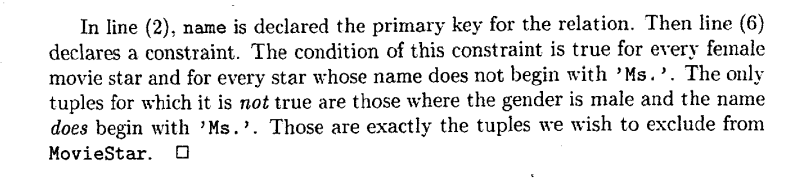 In line (2), name is declared the primary key for the relation. Then line (6)
declares a constraint. The condition of this constraint is true for every female
movie star and for every star whose name does not begin with 'Ms.'. The only
tuples for which it is not true are those where the gender is male and the name
does begin with 'Ms.'. Those are exactly the tuples we wish to exclude from
MovieStar. □